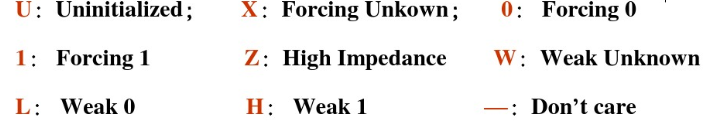 U: Uninitialized; X: Forcing Unkown; 0: Forcing 0
1: Forcing 1 Z: High Impedance W: Weak Unknown
L: Weak 0 H: Weak 1 —: Don't care